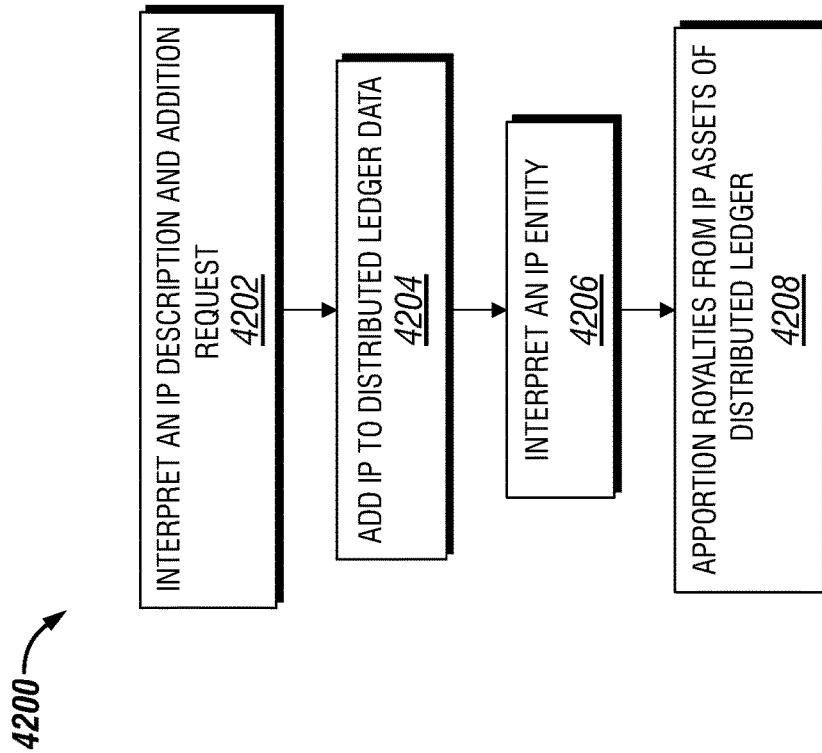 4200
INTERPRET AN IP DESCRIPTION AND ADDITION
REQUEST
4202
ADD IP TO DISTRIBUTED LEDGER DATA
4204
INTERPRET AN IP ENTITY
4206
APPORTION ROYALTIES FROM IP ASSETS OF
DISTRIBUTED LEDGER
4208